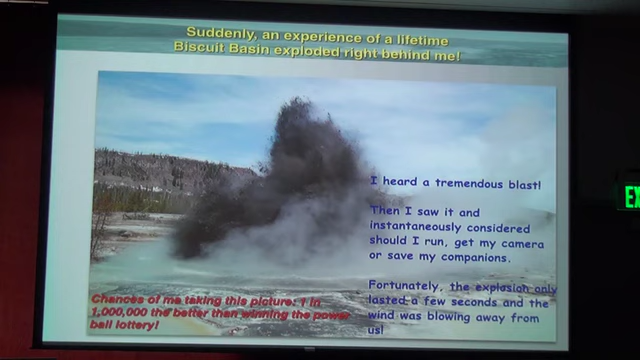 Suddenly, an experience of a lifetime
Biscuit Basin exploded right behind me!
I heard a tremendous blast!
Then I saw it and
instantaneously considered
should I run, get my camera
or save my companions.
Fortunately, the explosion only
lasted a few seconds and the
wind was blowing away from
us!
Chances of me taking this picture: 1 in
1,000,000 the better than winning the power
ball lottery!
EX